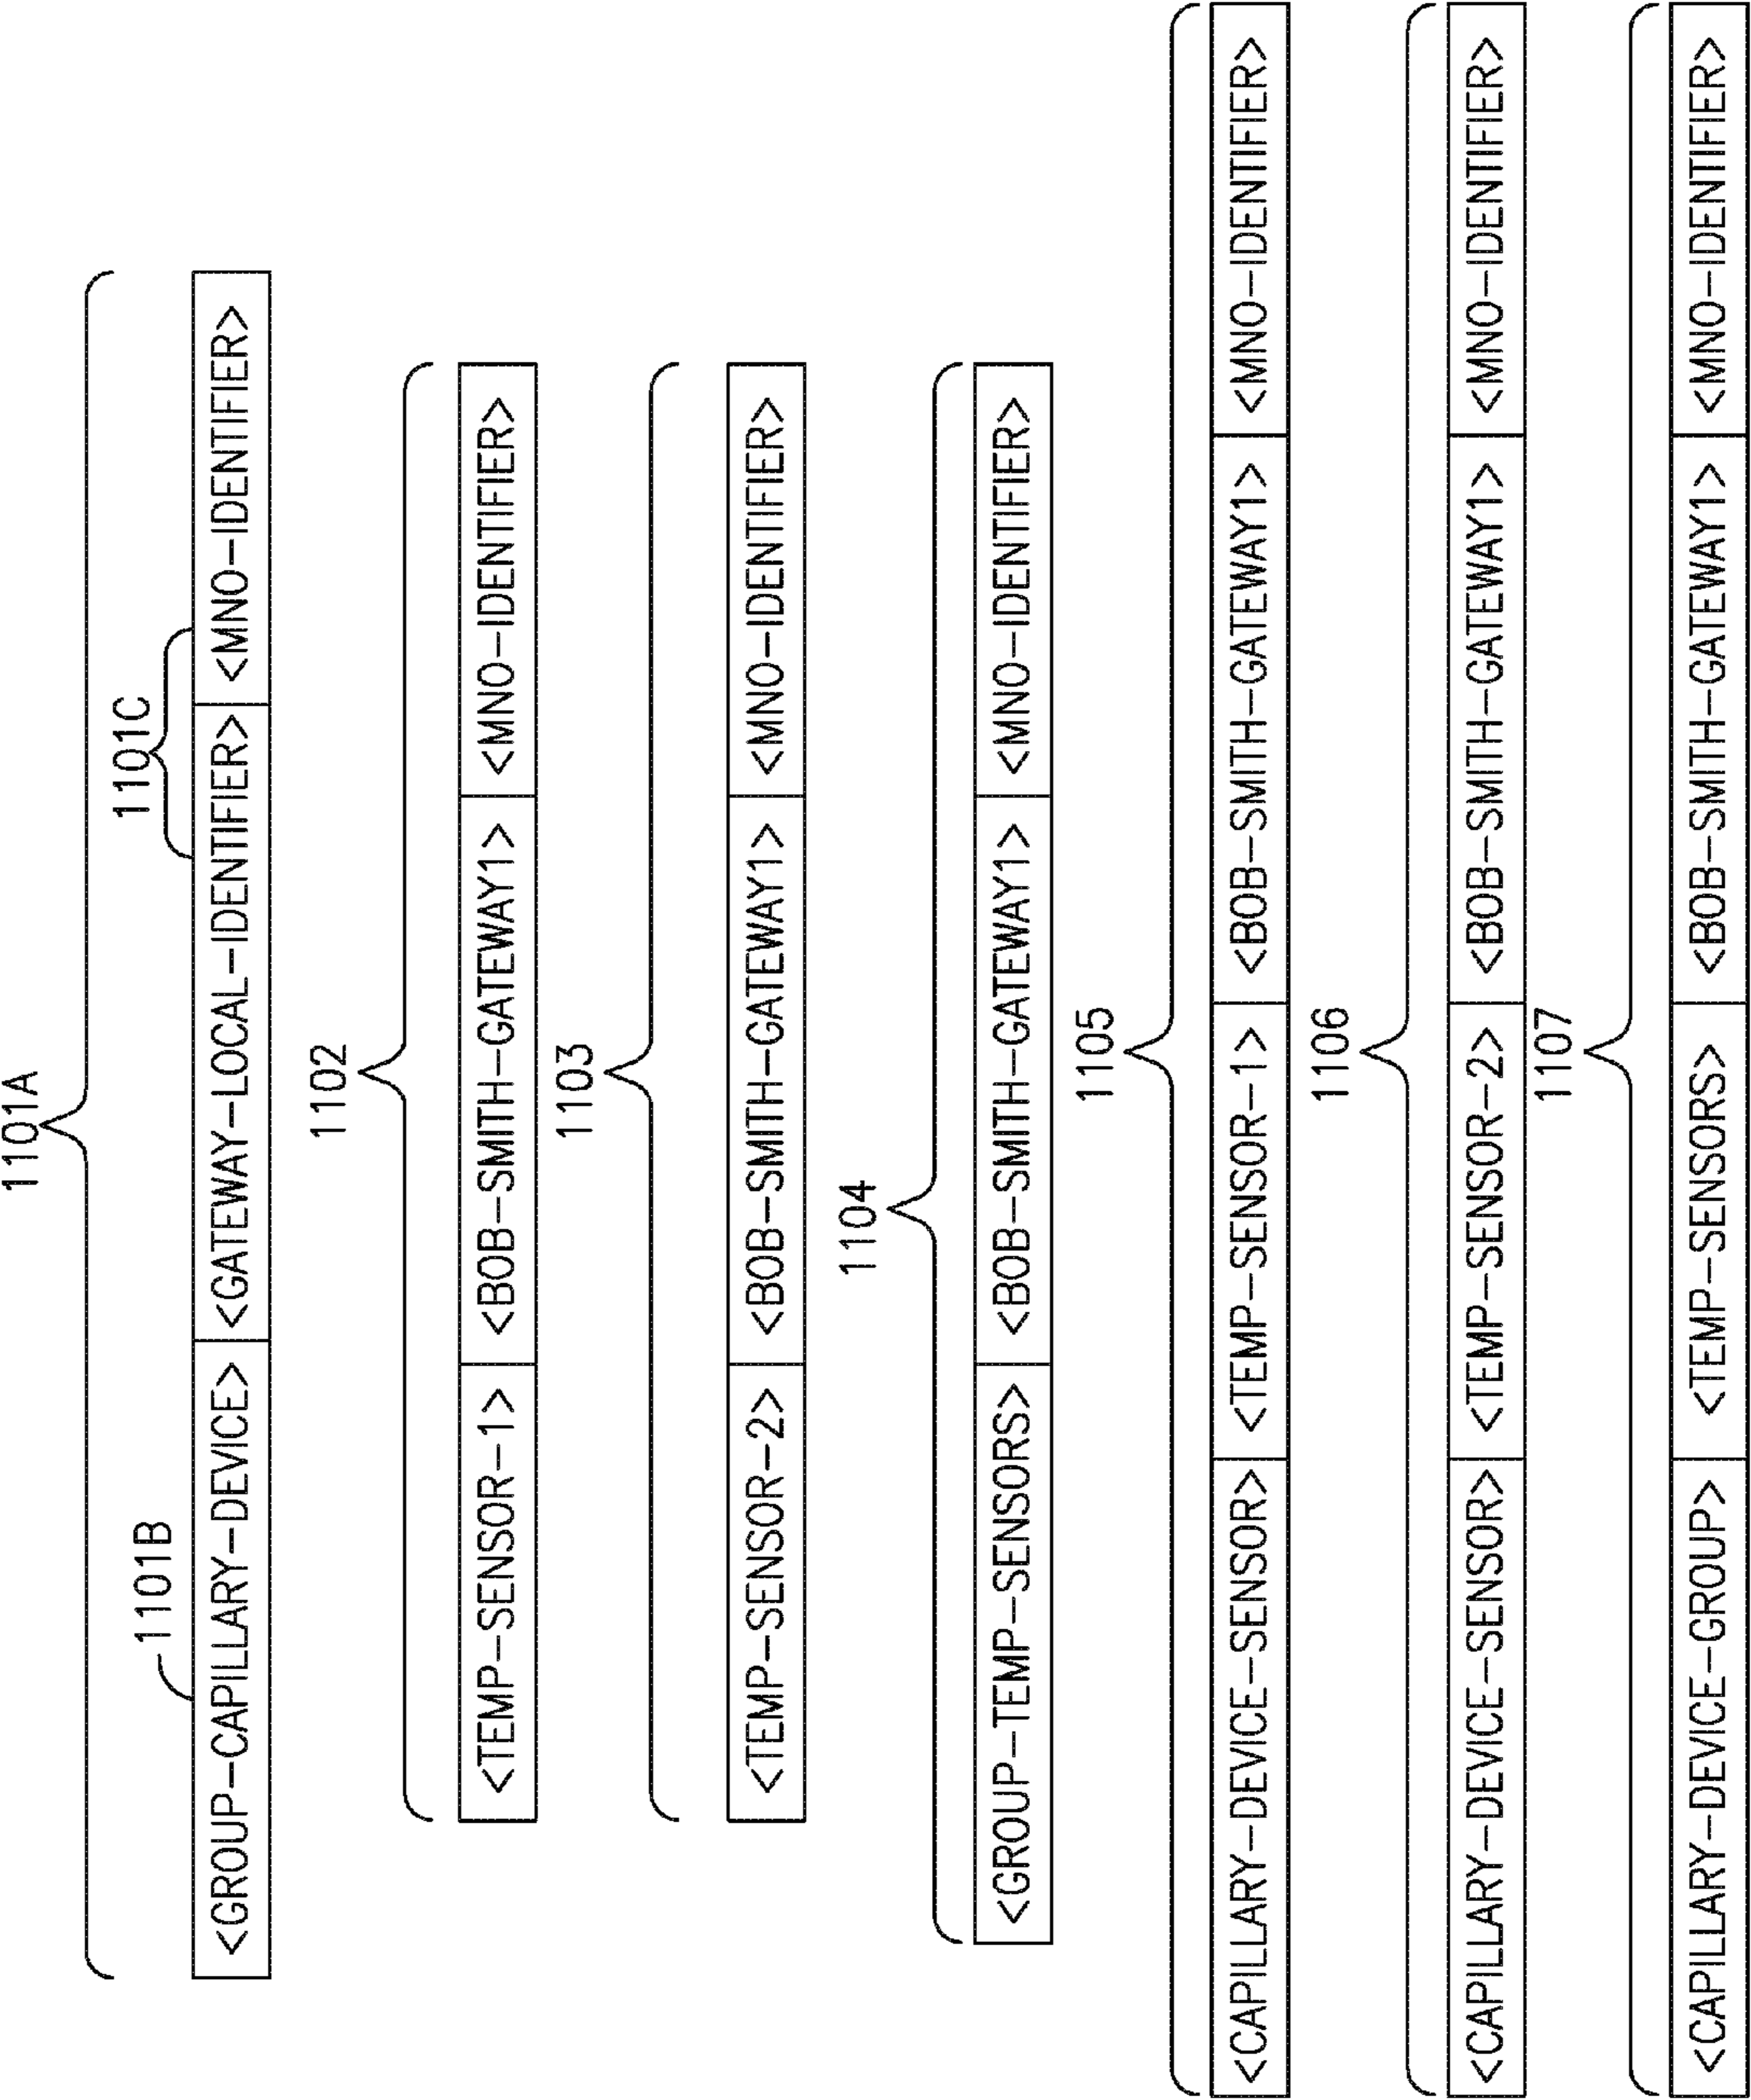 1101A
1101B
1101C
<GROUP-CAPILLARY-DEVICE> <GATEWAY-LOCAL-IDENTIFIER> <MNO-IDENTIFIER>
1102
<TEMP-SENSOR-1> <BOB-SMITH-GATEWAY1> <MNO-IDENTIFIER>
1103
<TEMP-SENSOR-2> <BOB-SMITH-GATEWAY1> <MNO-IDENTIFIER>
1104
<GROUP-TEMP-SENSORS> <BOB-SMITH-GATEWAY1> <MNO-IDENTIFIER>
1105
<CAPILLARY-DEVICE-SENSOR> <TEMP-SENSOR-1> <BOB-SMITH-GATEWAY1> <MNO-IDENTIFIER>
1106
<CAPILLARY-DEVICE-SENSOR> <TEMP-SENSOR-2> <BOB-SMITH-GATEWAY1> <MNO-IDENTIFIER>
1107
<CAPILLARY-DEVICE-GROUP> <TEMP-SENSORS> <BOB-SMITH-GATEWAY1> <MNO-IDENTIFIER>